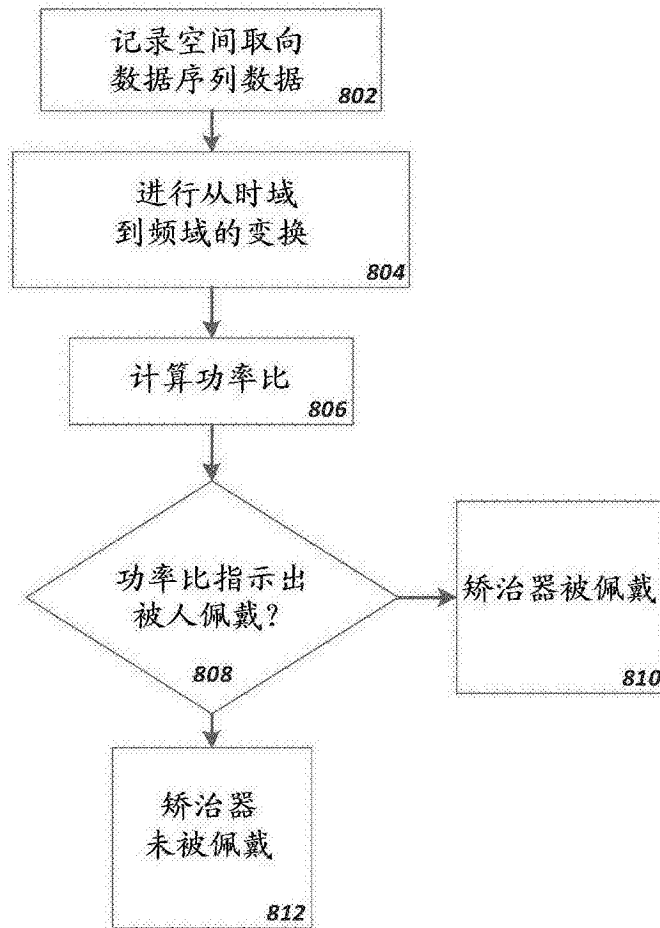 记录空间取向
数据序列数据
802
进行从时域
到频域的变换
804
计算功率比
806
功率比指示出
被人佩戴?
808
矫治器被佩戴
810
矫治器
未被佩戴
812